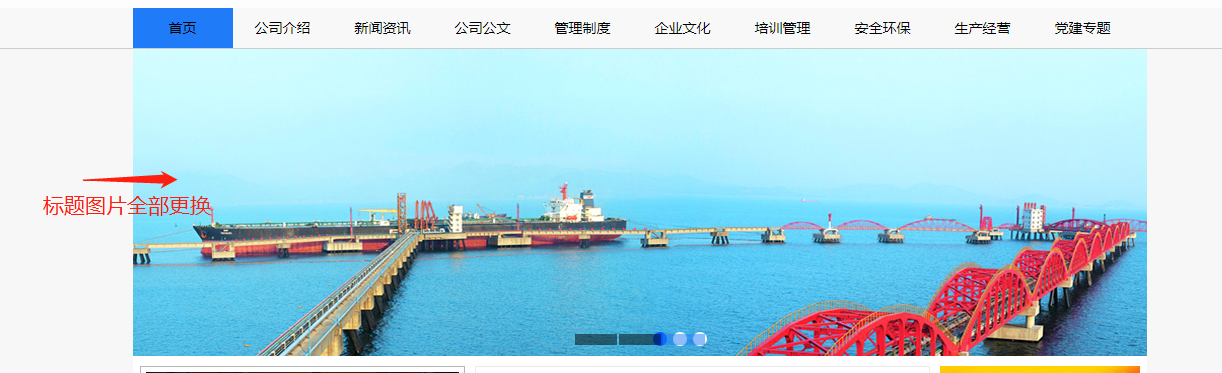 首页 公司介绍 新闻资讯 公司公文 管理制度 企业文化 培训管理 安全环保 生产经营 党建专题
标题图片全部更换